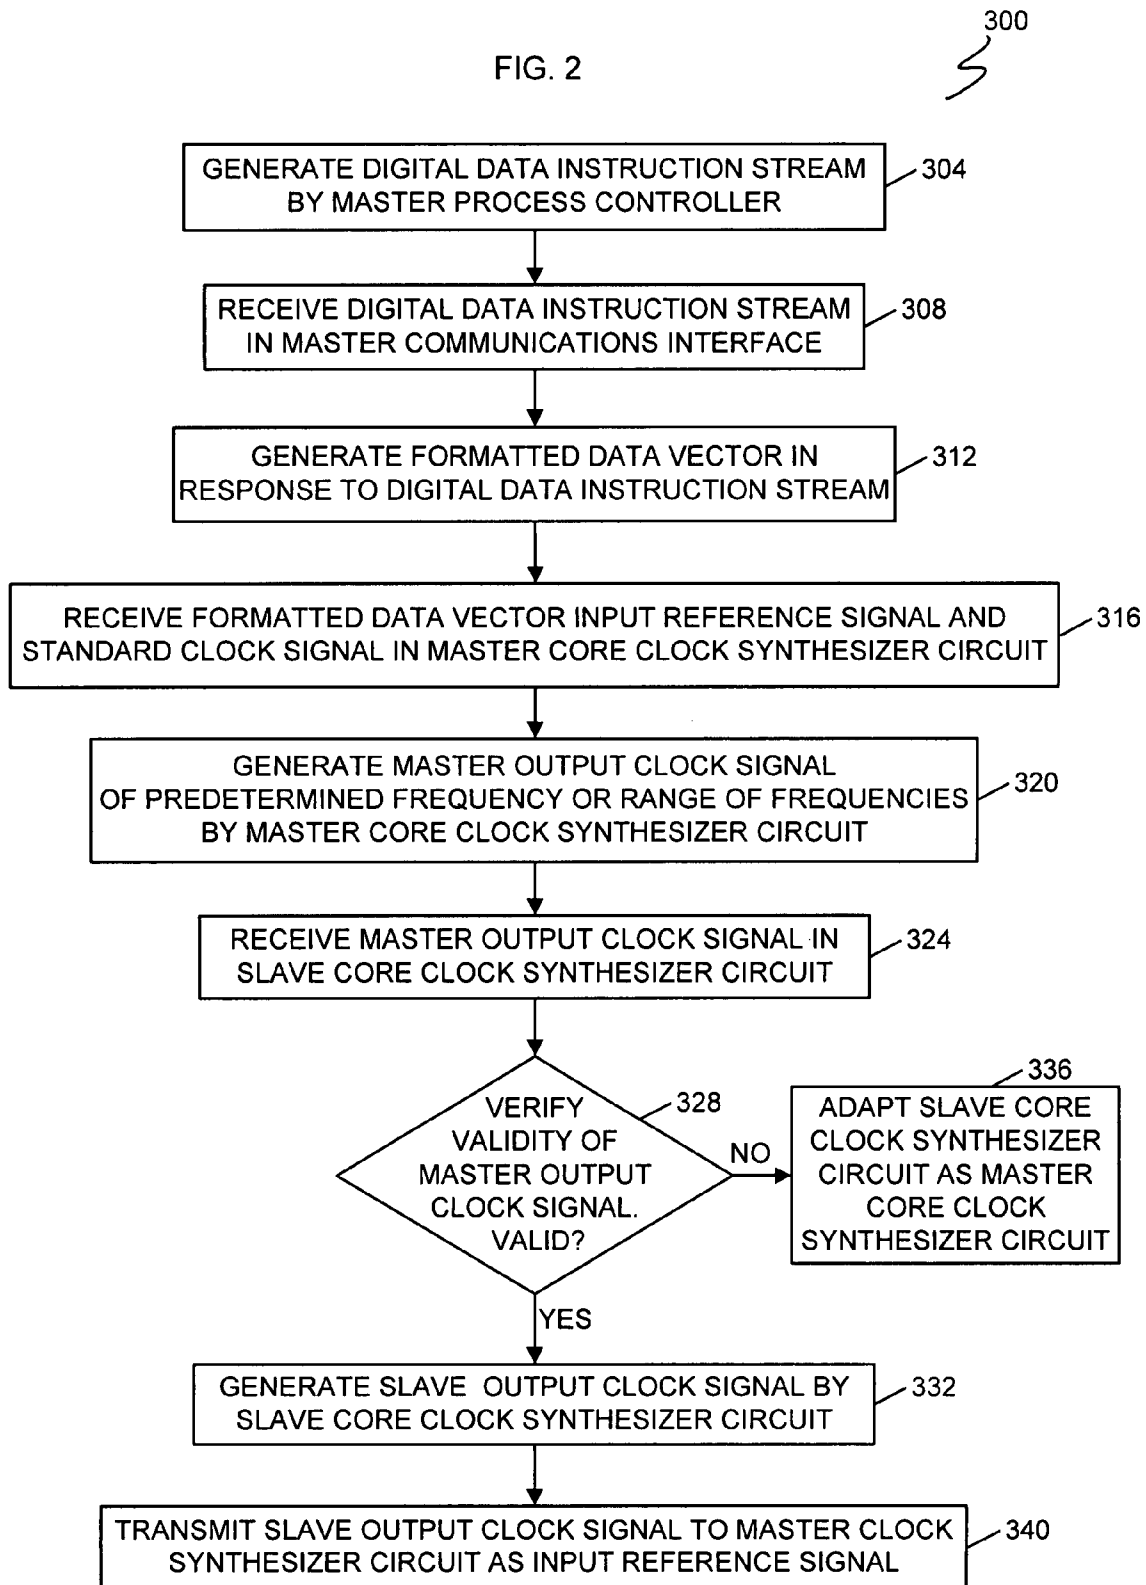 300
FIG. 2
GENERATE DIGITAL DATA INSTRUCTION STREAM
BY MASTER PROCESS CONTROLLER
304
RECEIVE DIGITAL DATA INSTRUCTION STREAM
IN MASTER COMMUNICATIONS INTERFACE
308
GENERATE FORMATTED DATA VECTOR IN
RESPONSE TO DIGITAL DATA INSTRUCTION STREAM
312
RECEIVE FORMATTED DATA VECTOR INPUT REFERENCE SIGNAL AND
STANDARD CLOCK SIGNAL IN MASTER CORE CLOCK SYNTHESIZER CIRCUIT
316
GENERATE MASTER OUTPUT CLOCK SIGNAL
OF PREDETERMINED FREQUENCY OR RANGE OF FREQUENCIES
BY MASTER CORE CLOCK SYNTHESIZER CIRCUIT
320
RECEIVE MASTER OUTPUT CLOCK SIGNAL IN
SLAVE CORE CLOCK SYNTHESIZER CIRCUIT
324
VERIFY
VALIDITY OF
MASTER OUTPUT
CLOCK SIGNAL.
VALID?
328
NO
336
ADAPT SLAVE CORE
CLOCK SYNTHESIZER
CIRCUIT AS MASTER
CORE CLOCK
SYNTHESIZER CIRCUIT
YES
GENERATE SLAVE OUTPUT CLOCK SIGNAL BY
SLAVE CORE CLOCK SYNTHESIZER CIRCUIT
332
TRANSMIT SLAVE OUTPUT CLOCK SIGNAL TO MASTER CLOCK
SYNTHESIZER CIRCUIT AS INPUT REFERENCE SIGNAL
340